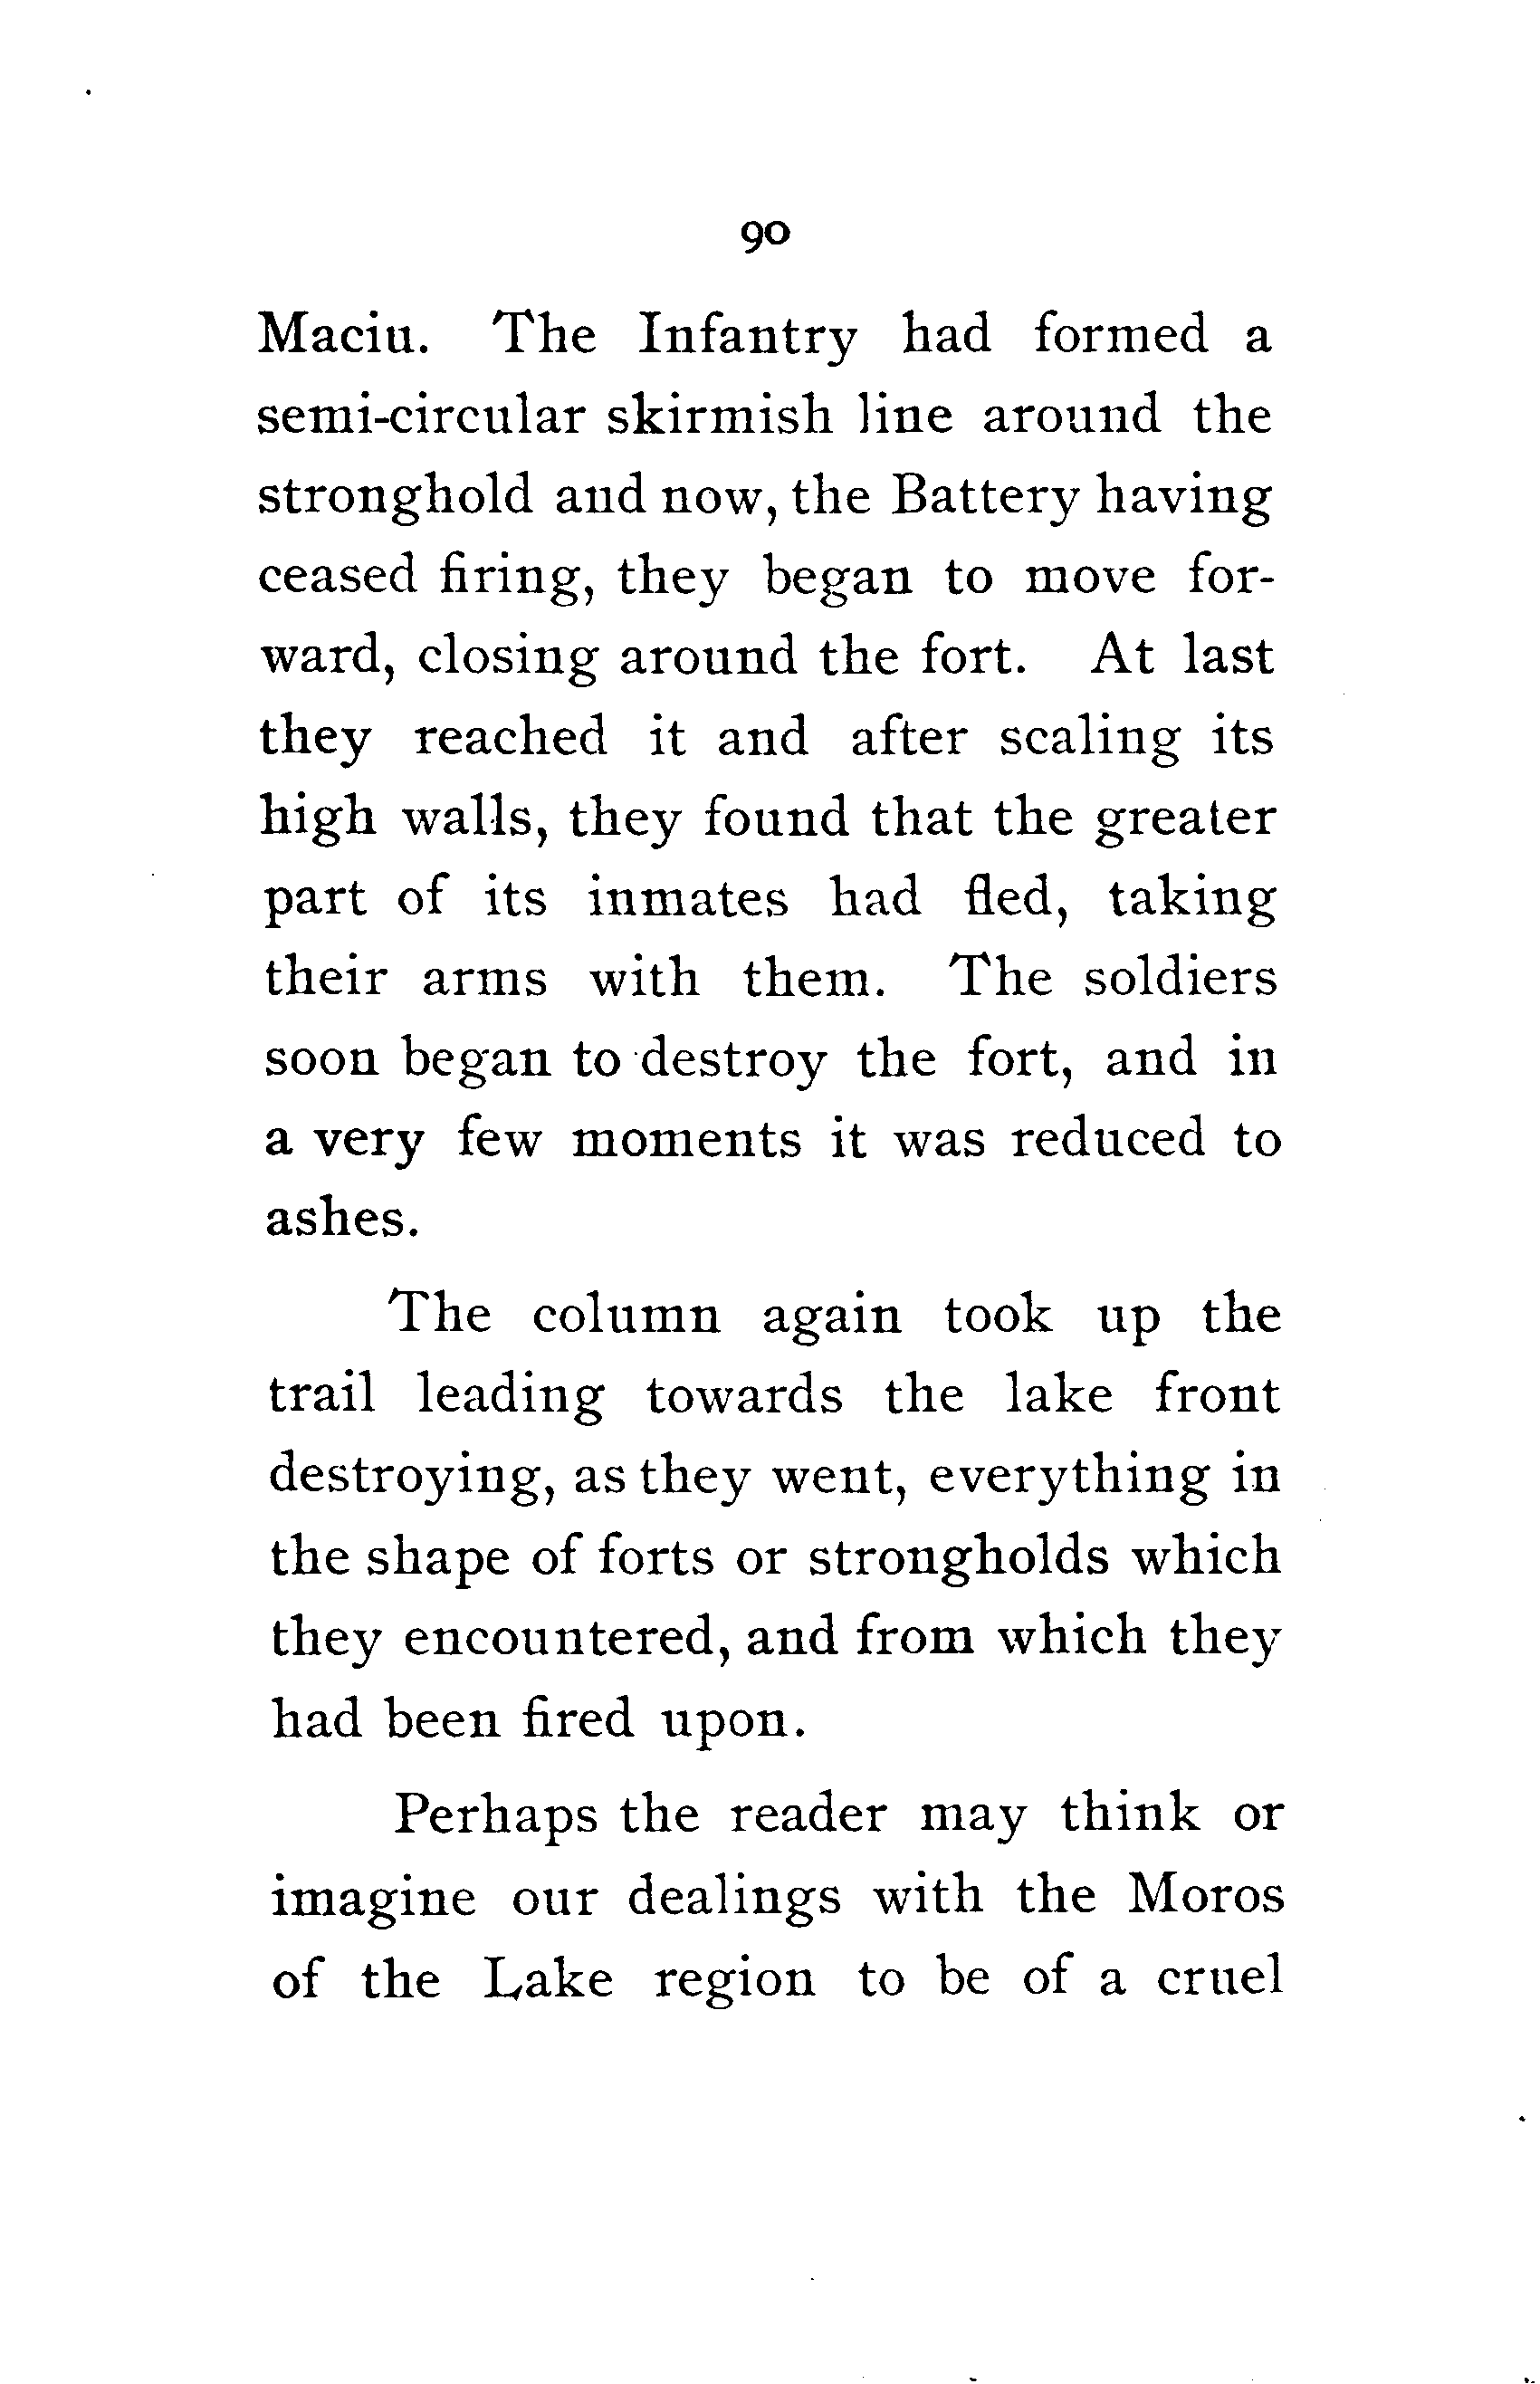 90
Maciu. The Infantry had formed a
semi-circular skirmish line around the
stronghold and now, the Battery having
ceased firing, they began to move for-
ward, closing around the fort. At last
they reached it and after scaling its
high walls, they found that the greater
part of its inmates had fled, taking
their arms with them. The soldiers
soon began to destroy the fort, and in
a very few moments it was reduced to
ashes.
The column again took up the
trail leading towards the lake front
destroying, as they went, everything in
the shape of forts or strongholds which
they encountered, and from which they
had been fired upon.
Perhaps the reader may think or
imagine our dealings with the Moros
of the Lake region to be of a cruel